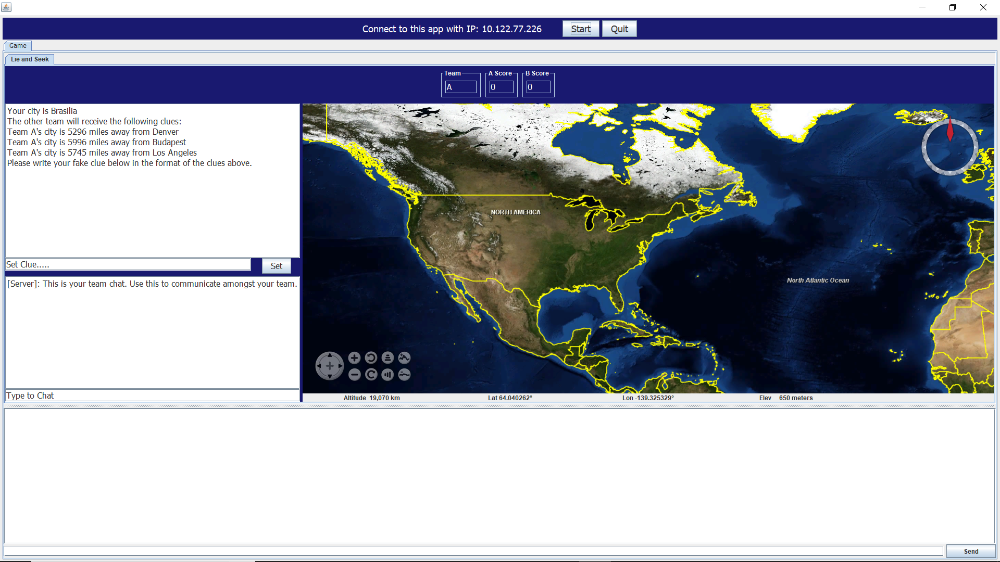 Connect to this app with IP: 10.122.77.226 Start Quit
Game
Lie and Seek
Team A Score B Score
A 0 0
Your city is Brasilia
The other team will receive the following clues:
Team A's city is 5296 miles away from Denver
Team A's city is 5996 miles away from Budapest
Team A's city is 5745 miles away from Los Angeles
Please write your fake clue below in the format of the clues above.
Set Clue..... Set
[Server]: This is your team chat. Use this to communicate amongst your team.
Type to Chat
NORTH AMERICA
North Atlantic Ocean
Altitude 19,070 km Lat 64.040262° Lon -139.325329° Elev 650 meters
Send